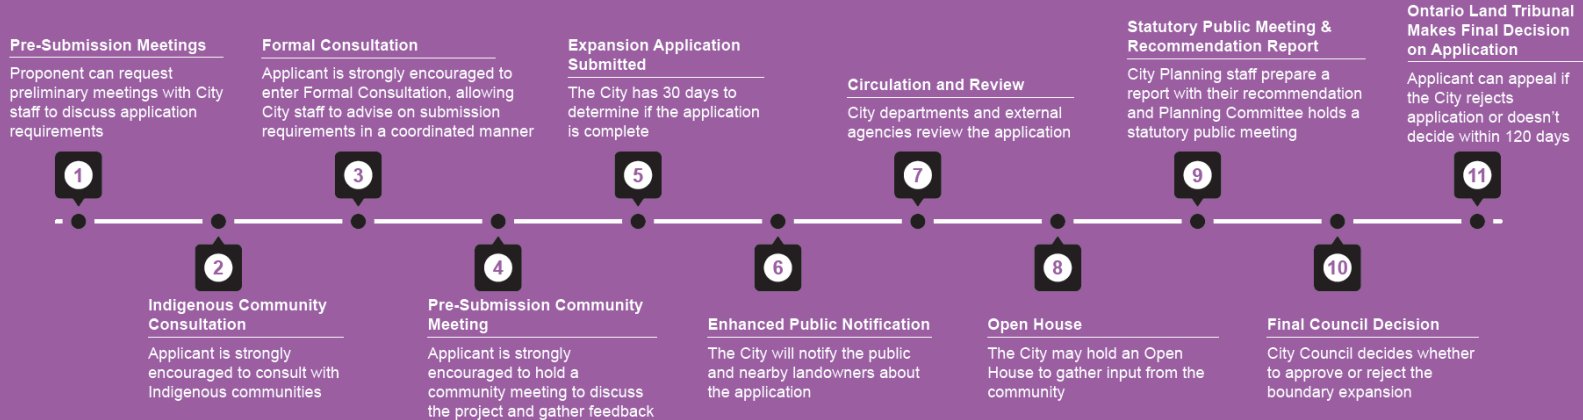 Pre-Submission Meetings
Proponent can request
preliminary meetings with City
staff to discuss application
requirements
1
2
Indigenous Community
Consultation
Applicant is strongly
encouraged to consult with
Indigenous communities
Formal Consultation
Applicant is strongly encouraged to
enter Formal Consultation, allowing
City staff to advise on submission
requirements in a coordinated manner
3
4
Pre-Submission Community
Meeting
Applicant is strongly
encouraged to hold a
community meeting to discuss
the project and gather feedback
Expansion Application
Submitted
The City has 30 days to
determine if the application
is complete
5
6
Enhanced Public Notification
The City will notify the public
and nearby landowners about
the application
Circulation and Review
City departments and external
agencies review the application
7
8
Open House
The City may hold an Open
House to gather input from the
community
Statutory Public Meeting &
Recommendation Report
City Planning staff prepare a
report with their recommendation
and Planning Committee holds a
statutory public meeting
9
10
Final Council Decision
City Council decides whether
to approve or reject the
boundary expansion
Ontario Land Tribunal
Makes Final Decision
on Application
Applicant can appeal if
the City rejects
application or doesn't
decide within 120 days
11